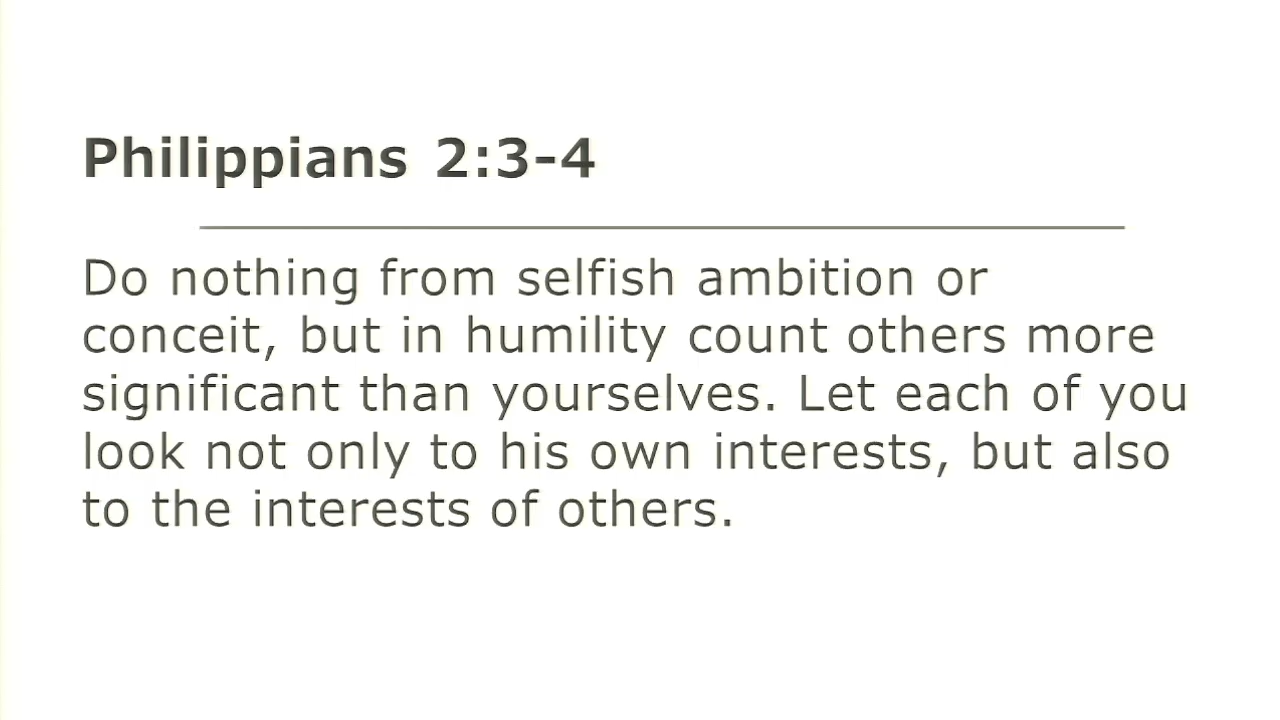 Philippians 2:3-4
Do nothing from selfish ambition or
conceit, but in humility count others more
significant than yourselves. Let each of you
look not only to his own interests, but also
to the interests of others.